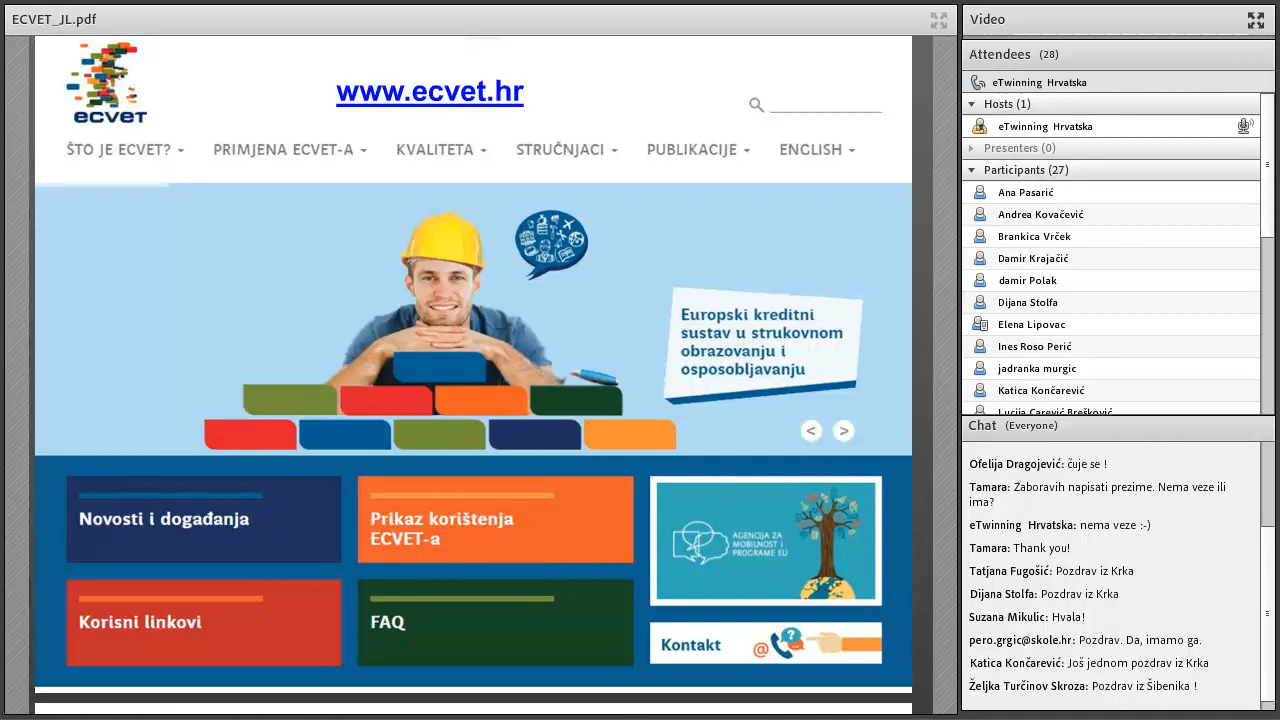 ECVET_JL.pdf
ecvet
www.ecvet.hr
ŠTO JE ECVET?
PRIMJENA ECVET-A
KVALITETA
STRUČNJACI
PUBLIKACIJE
ENGLISH
Europski kreditni
sustav u strukovnom
obrazovanju i
osposobljavanju
<
>
Novosti i događanja
Prikaz korištenja
ECVET-a
AGENCIJA ZA
MOBILNOST I
PROGRAME EU
Korisni linkovi
FAQ
Kontakt
@
?
Video
Attendees (28)
eTwinning Hrvatska
Hosts (1)
eTwinning Hrvatska
Presenters (0)
Participants (27)
Ana Pasarić
Andrea Kovačević
Brankica Vrček
Damir Krajačić
damir Polak
Dijana Stolfa
Elena Lipovac
Ines Roso Perić
jadranka murgic
Katica Končarević
Lucija Carević Brešković
Chat (Everyone)
Ofelija Dragojević: čuje se !
Tamara: Zaboravih napisati prezime. Nema veze ili
ima?
eTwinning Hrvatska: nema veze :-)
Tamara: Thank you!
Tatjana Fugošić: Pozdrav iz Krka
Dijana Stolfa: Pozdrav iz Krka
Suzana Mikulic: Hvala!
pero.grgic@skole.hr: Pozdrav. Da, imamo ga.
Katica Končarević: Još jednom pozdrav iz Krka
Željka Turčinov Skroza: Pozdrav iz Šibenika !